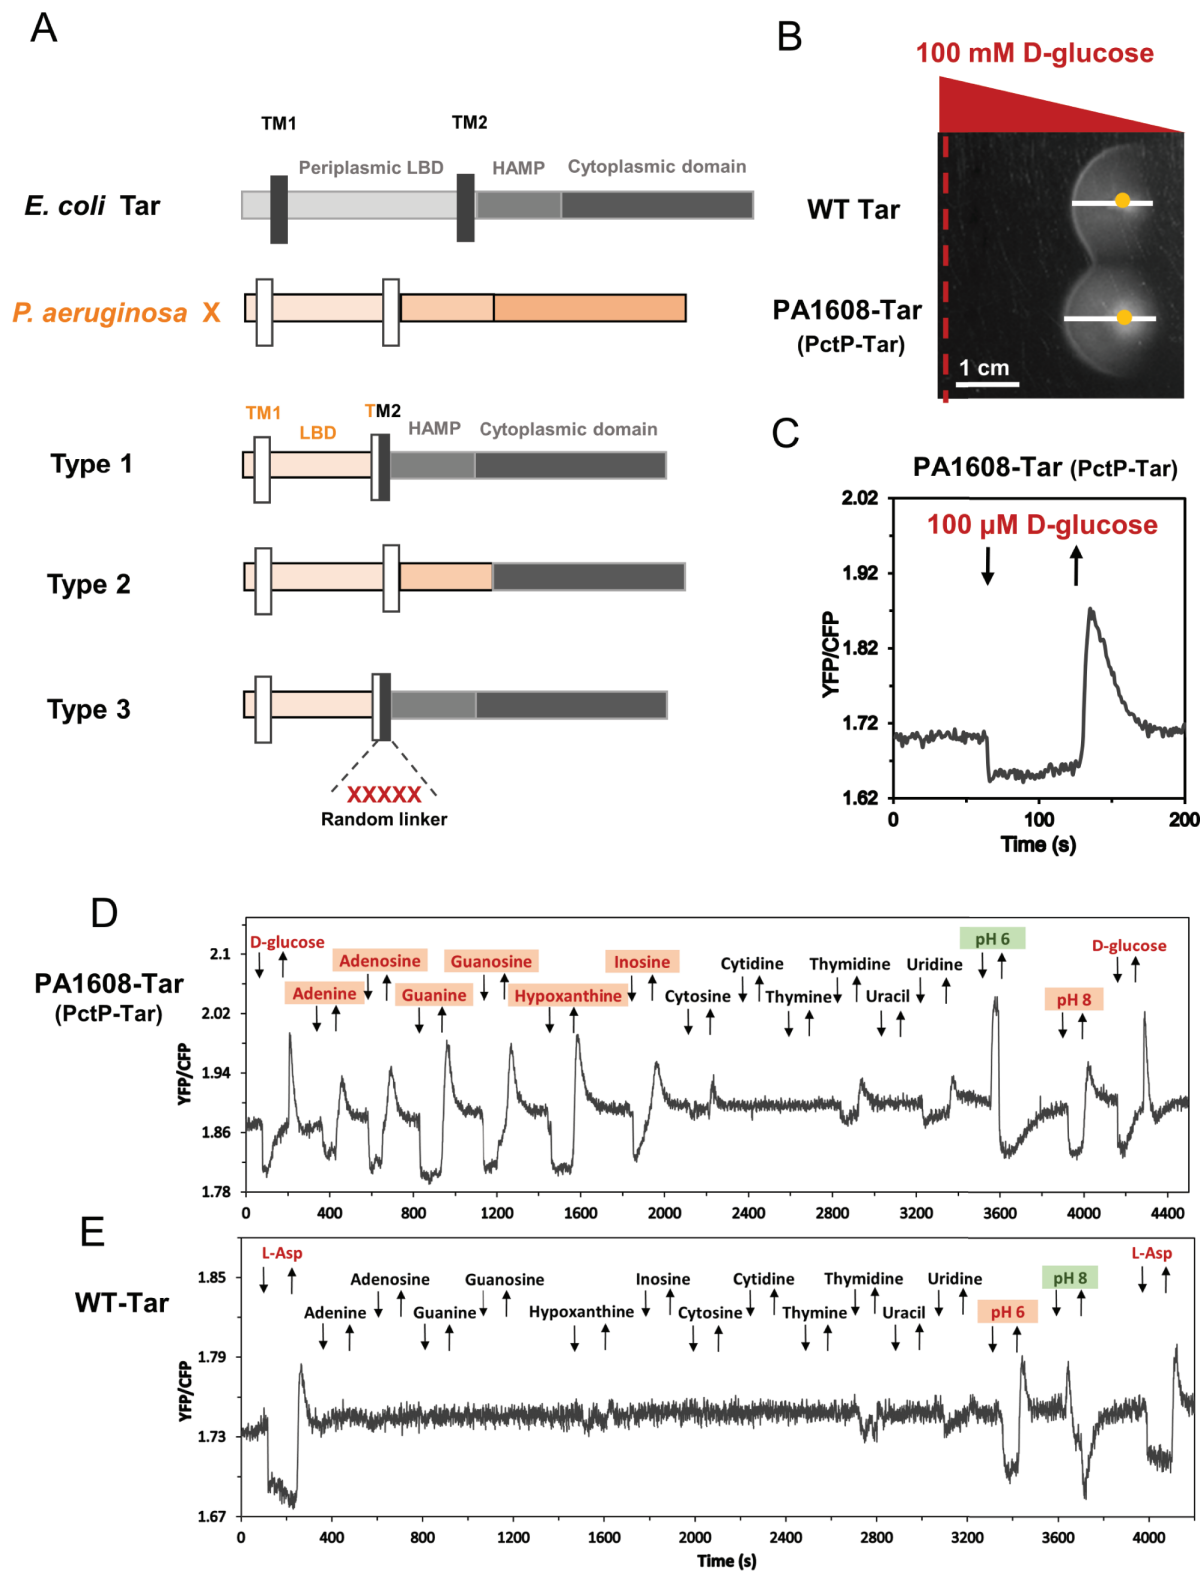 A
TM1
TM2
Periplasmic LBD
HAMP
Cytoplasmic domain
E. coli Tar
P. aeruginosa X
TM1
TM2
LBD
HAMP
Cytoplasmic domain
Type 1
Type 2
Type 3
XXXXX
Random linker
B
100 mM D-glucose
WT Tar
PA1608-Tar
(PctP-Tar)
1 cm
C
PA1608-Tar (PctP-Tar)
100 µM D-glucose
YFP/CFP
2.02
1.92
1.82
1.72
1.62
0
100
200
Time (s)
D
PA1608-Tar
(PctP-Tar)
YFP/CFP
2.1
2.02
1.94
1.86
1.78
D-glucose
Adenine
Adenosine
Guanine
Guanosine
Hypoxanthine
Inosine
Cytosine
Cytidine
Thymine
Thymidine
Uracil
Uridine
pH 6
pH 8
D-glucose
0
400
800
1200
1600
2000
2400
2800
3200
3600
4000
4400
E
WT-Tar
YFP/CFP
1.85
1.79
1.73
1.67
L-Asp
Adenine
Adenosine
Guanine
Guanosine
Hypoxanthine
Inosine
Cytosine
Cytidine
Thymine
Thymidine
Uracil
Uridine
pH 6
pH 8
L-Asp
0
400
800
1200
1600
2000
2400
2800
3200
3600
4000
Time (s)